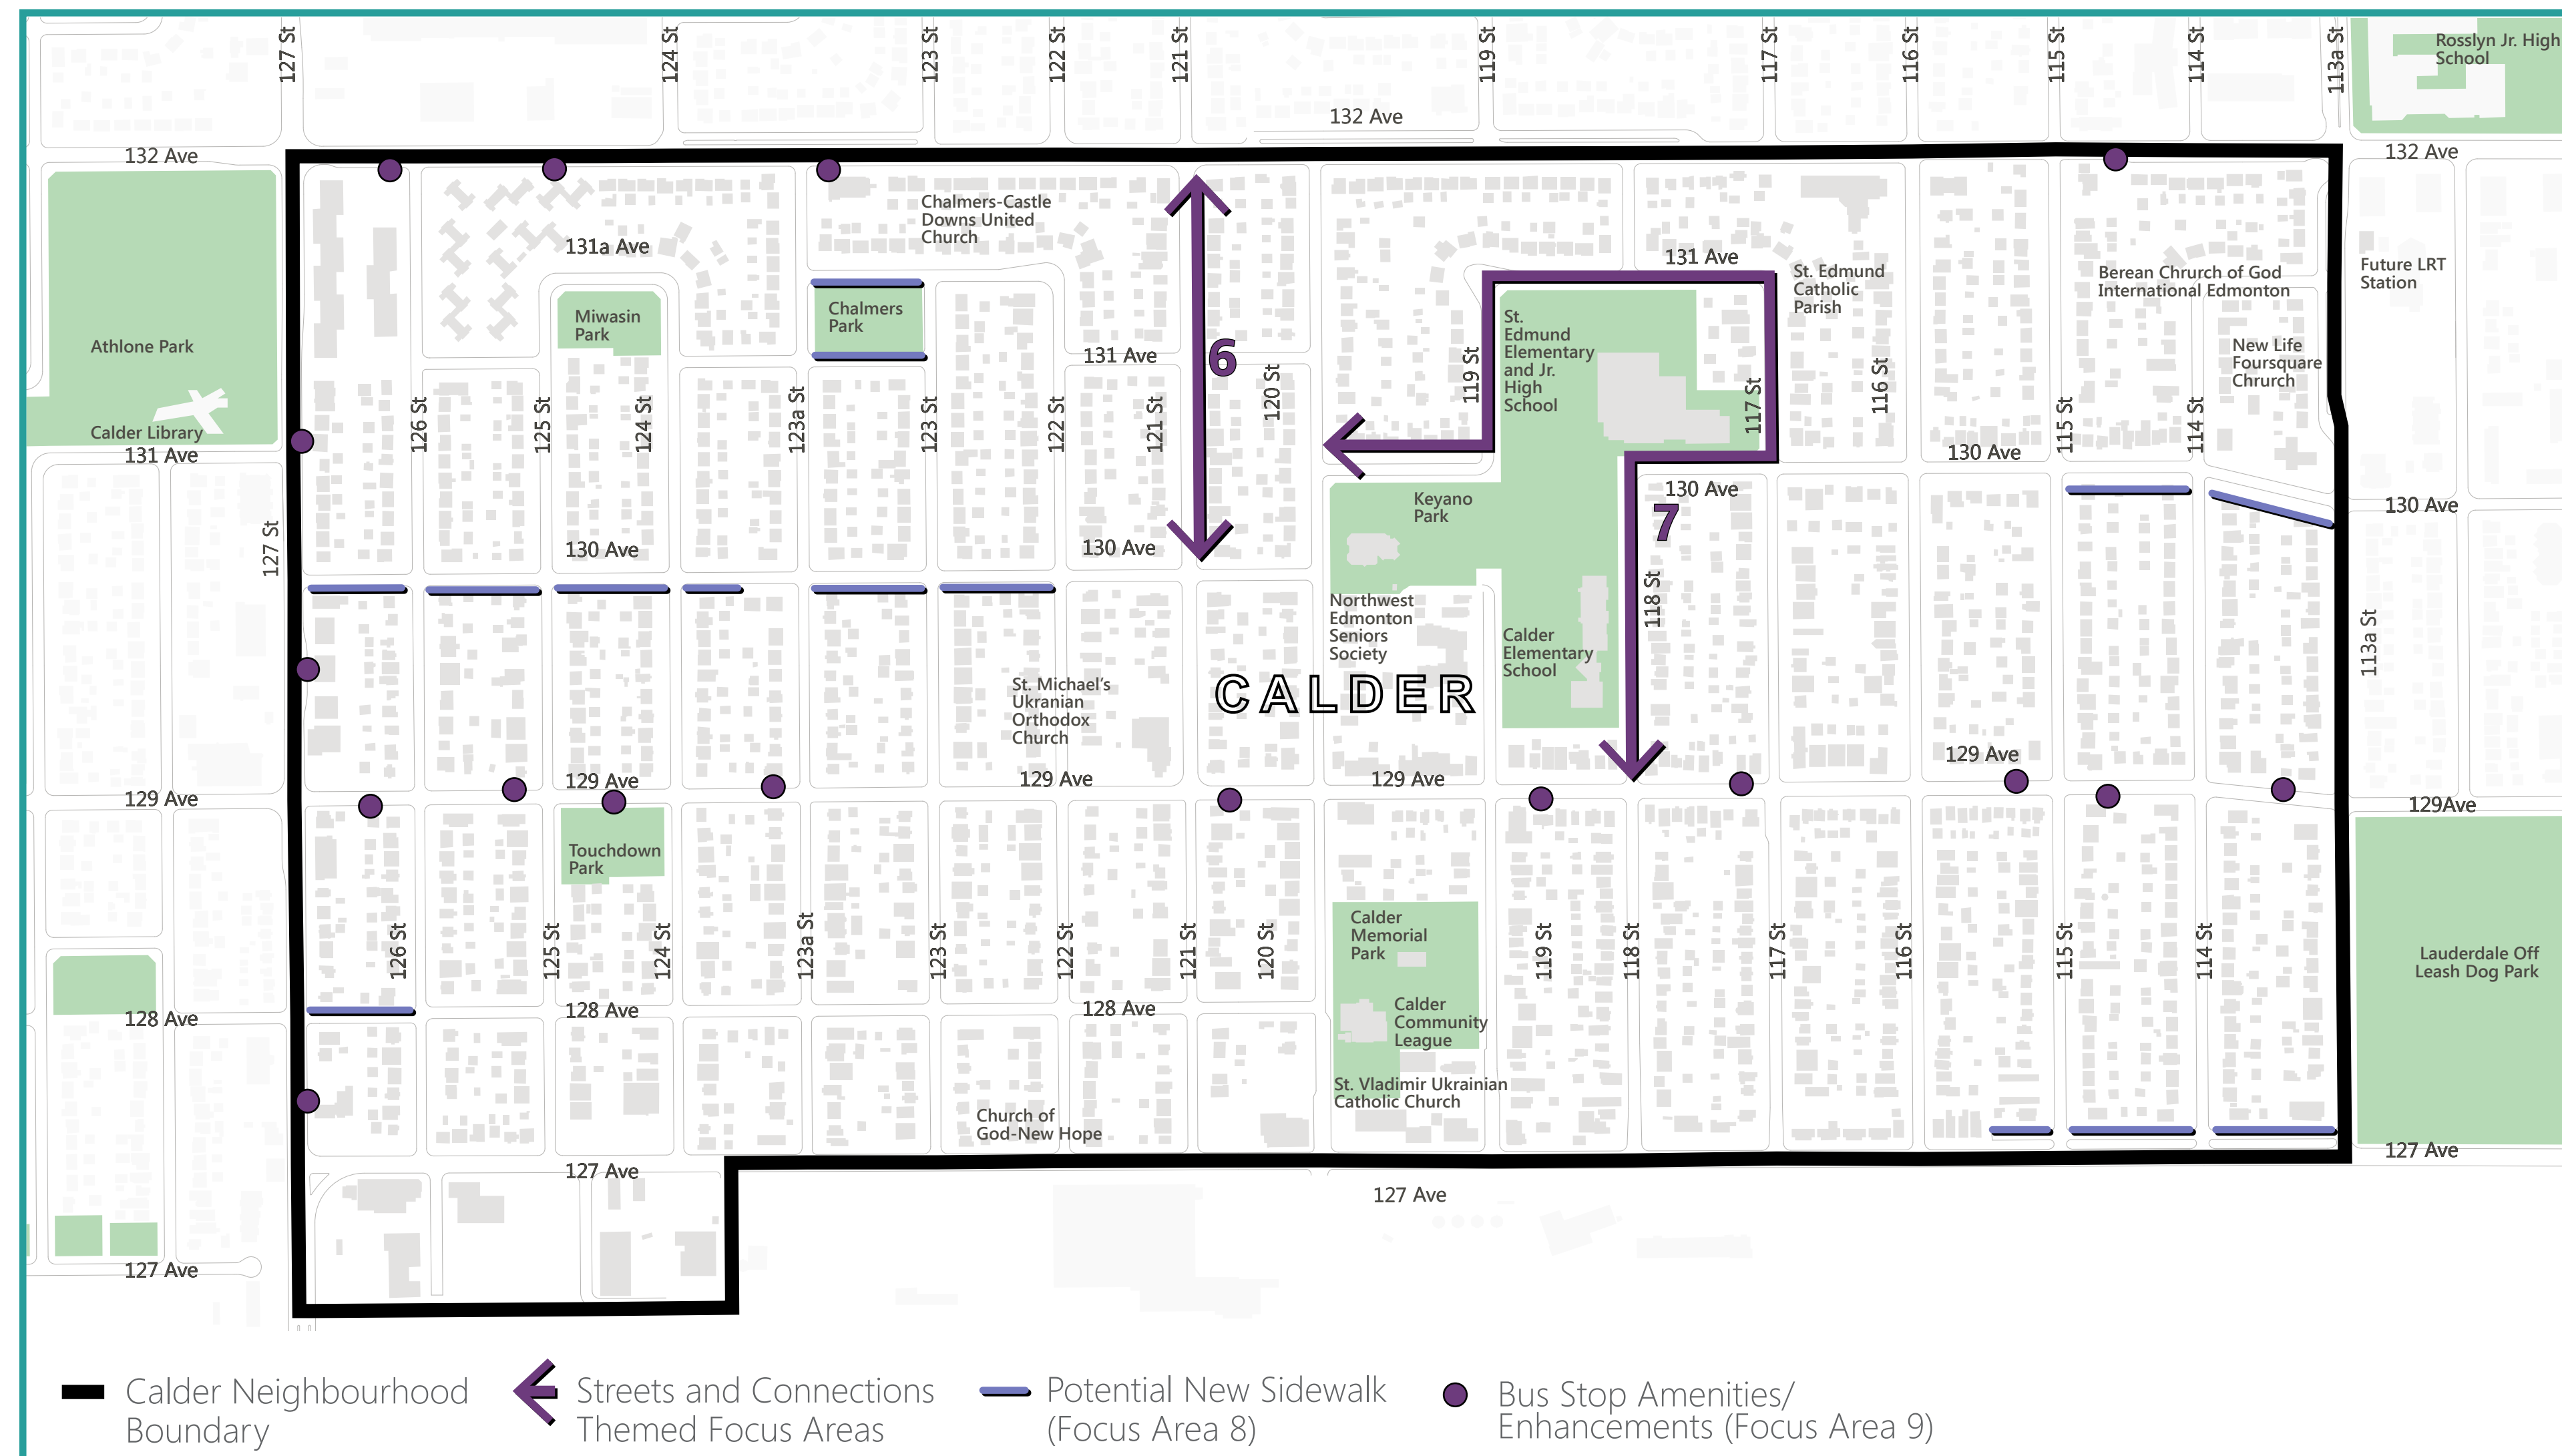 127 St
124 St
123 St
122 St
121 St
119 St
117 St
116 St
115 St
114 St
113a St
Rosslyn Jr. High
School
132 Ave
132 Ave
132 Ave
Chalmers-Castle
Downs United
Church
131a Ave
131 Ave
St. Edmund
Catholic
Parish
Berean Chrurch of God
International Edmonton
Future LRT
Station
Miwasin
Park
Chalmers
Park
St.
Edmund
Elementary
and Jr.
High
School
Athlone Park
131 Ave
6
119 St
120 St
117 St
116 St
New Life
Foursquare
Chrurch
Calder Library
131 Ave
126 St
125 St
124 St
123a St
123 St
122 St
121 St
115 St
114 St
130 Ave
130 Ave
130 Ave
Keyano
Park
7
127 St
130 Ave
130 Ave
118 St
Northwest
Edmonton
Seniors
Society
Calder
Elementary
School
113a St
St. Michael's
Ukranian
Orthodox
Church
CALDER
129 Ave
129 Ave
129 Ave
129 Ave
129 Ave
129Ave
Touchdown
Park
126 St
125 St
124 St
123a St
123 St
122 St
121 St
120 St
Calder
Memorial
Park
119 St
118 St
117 St
116 St
115 St
114 St
Lauderdale Off
Leash Dog Park
128 Ave
128 Ave
128 Ave
Calder
Community
League
St. Vladimir Ukrainian
Catholic Church
Church of
God-New Hope
127 Ave
127 Ave
127 Ave
127 Ave
Calder Neighbourhood
Boundary
Streets and Connections
Themed Focus Areas
Potential New Sidewalk
(Focus Area 8)
Bus Stop Amenities/
Enhancements (Focus Area 9)